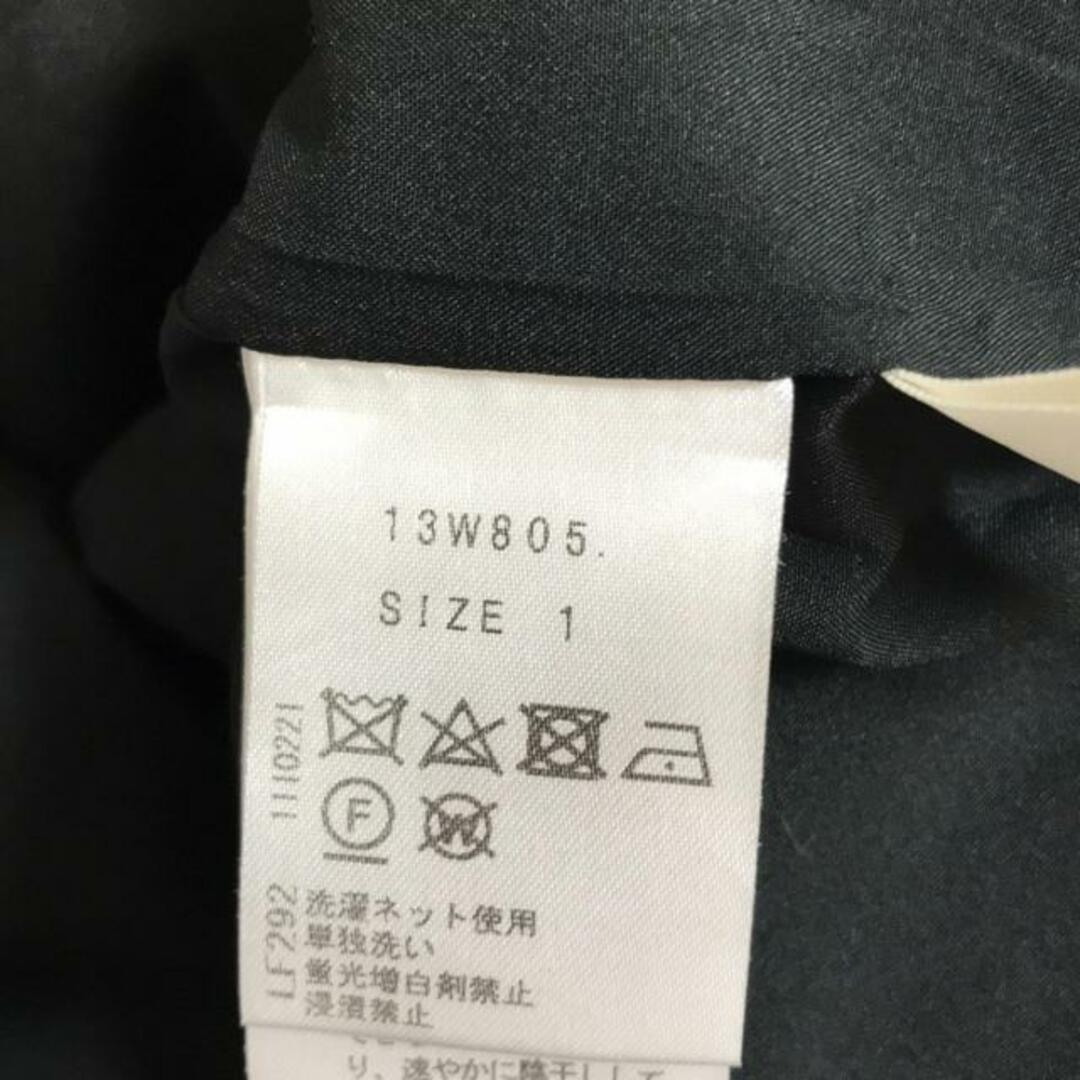 13W805.
SIZE 1
1110221
F
W
LF292
洗濯ネット使用
単独洗い
蛍光増白剤禁止
浸漬禁止
り、速やかに陰干しして